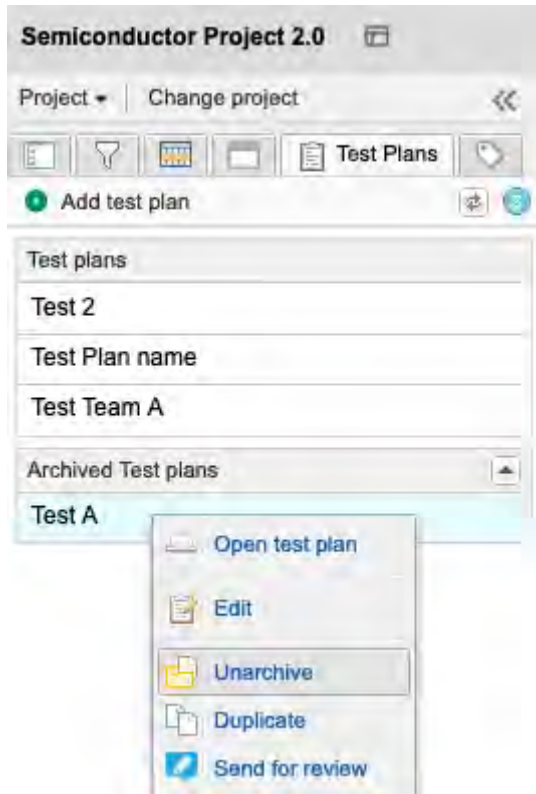 Semiconductor Project 2.0
Project Change project
Test Plans
Add test plan
Test plans
Test 2
Test Plan name
Test Team A
Archived Test plans
Test A
Open test plan
Edit
Unarchive
Duplicate
Send for review